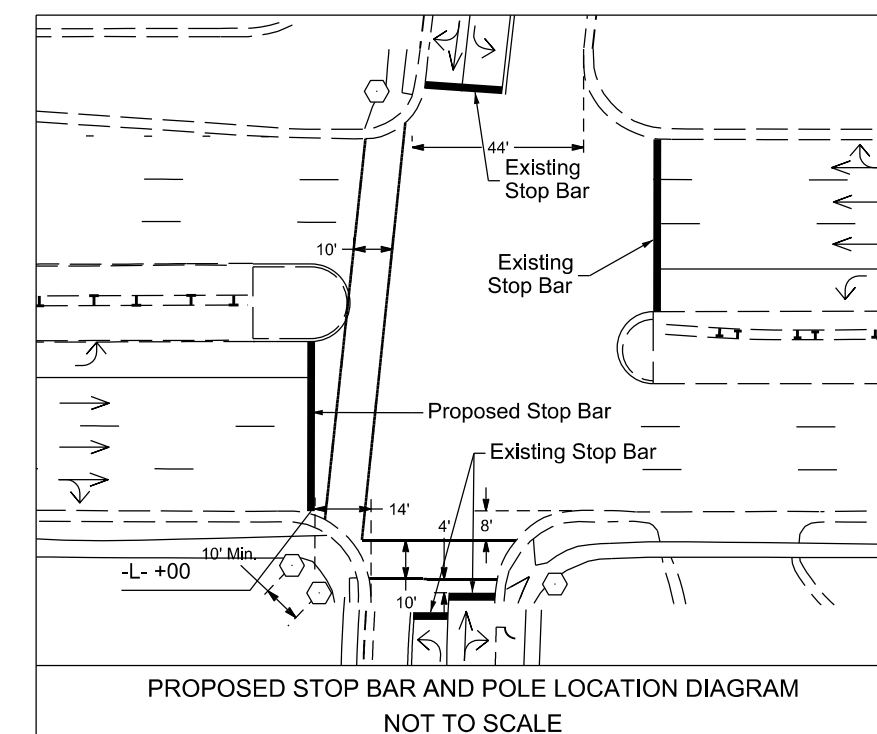 44'
Existing
Stop Bar
10'
Existing
Stop Bar
Proposed Stop Bar
Existing Stop Bar
14'
4'
8'
10' Min.
-L- +00
10'
PROPOSED STOP BAR AND POLE LOCATION DIAGRAM
NOT TO SCALE